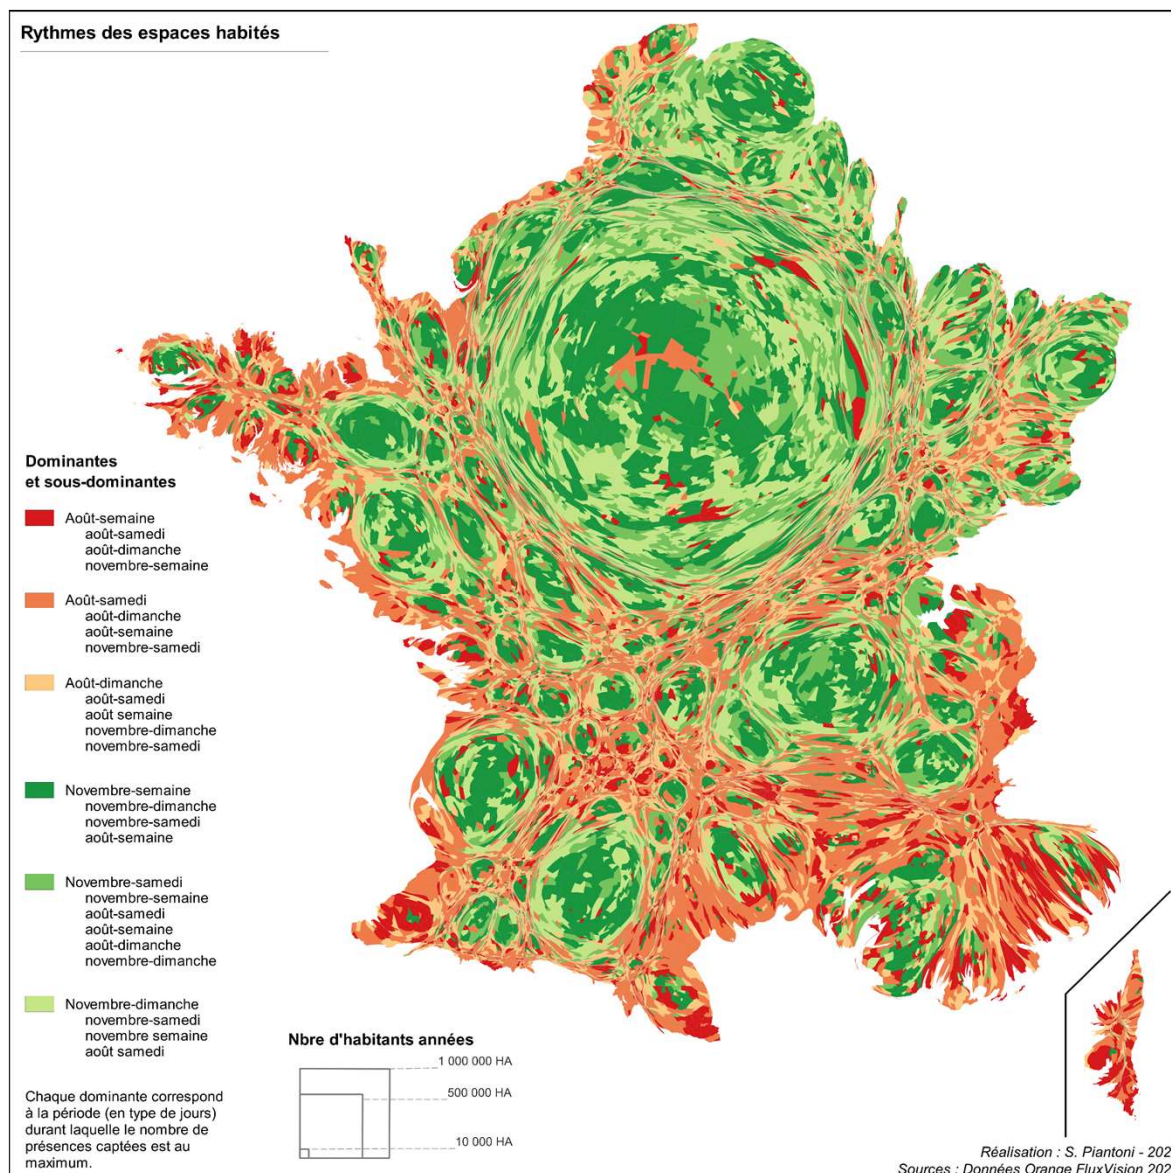 Rythmes des espaces habités
Dominantes
et sous-dominantes
Août-semaine
août-samedi
août-dimanche
novembre-semaine
Août-samedi
août-dimanche
août-semaine
novembre-samedi
Août-dimanche
août-samedi
août semaine
novembre-dimanche
novembre-samedi
Novembre-semaine
novembre-dimanche
novembre-samedi
août-semaine
Novembre-samedi
novembre-semaine
août-samedi
août-semaine
août-dimanche
novembre-dimanche
Novembre-dimanche
novembre-samedi
novembre semaine
août samedi
Chaque dominante correspond
à la période (en type de jours)
durant laquelle le nombre de
présences captées est au
maximum.
Nbre d'habitants années
1 000 000 HA
500 000 HA
10 000 HA
Réalisation : S. Piantoni - 202
Sources : Données Orange FluxVision 202